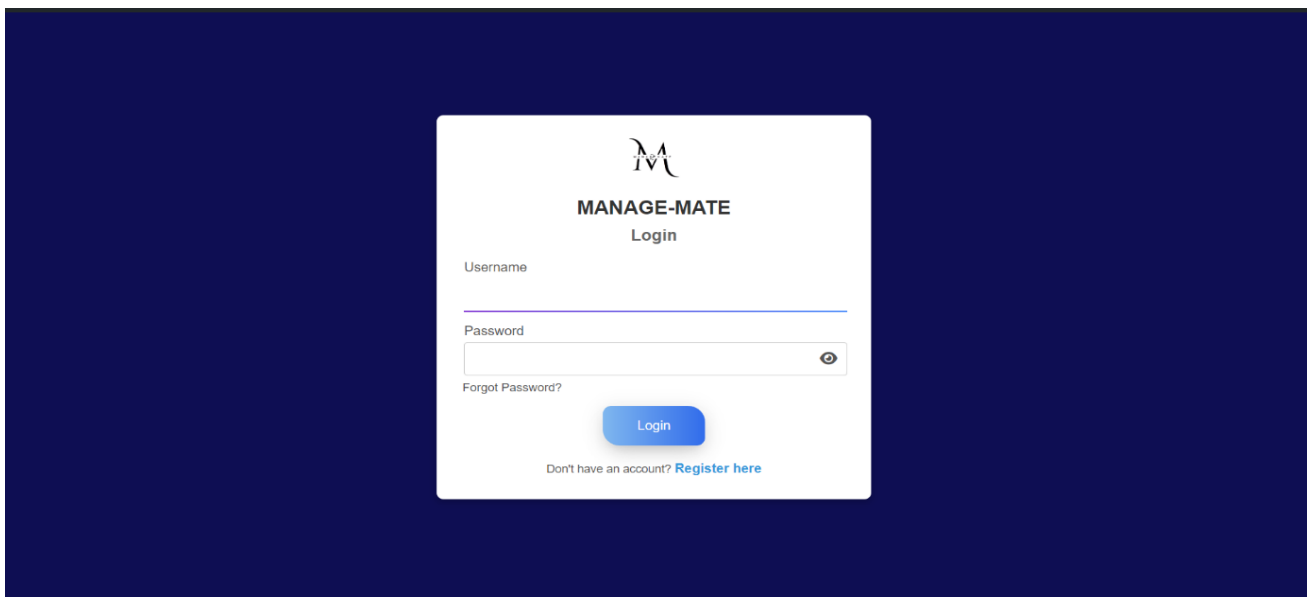 M
MANAGE-MATE
Login
Username
Password
Forgot Password?
Login
Don't have an account? Register here